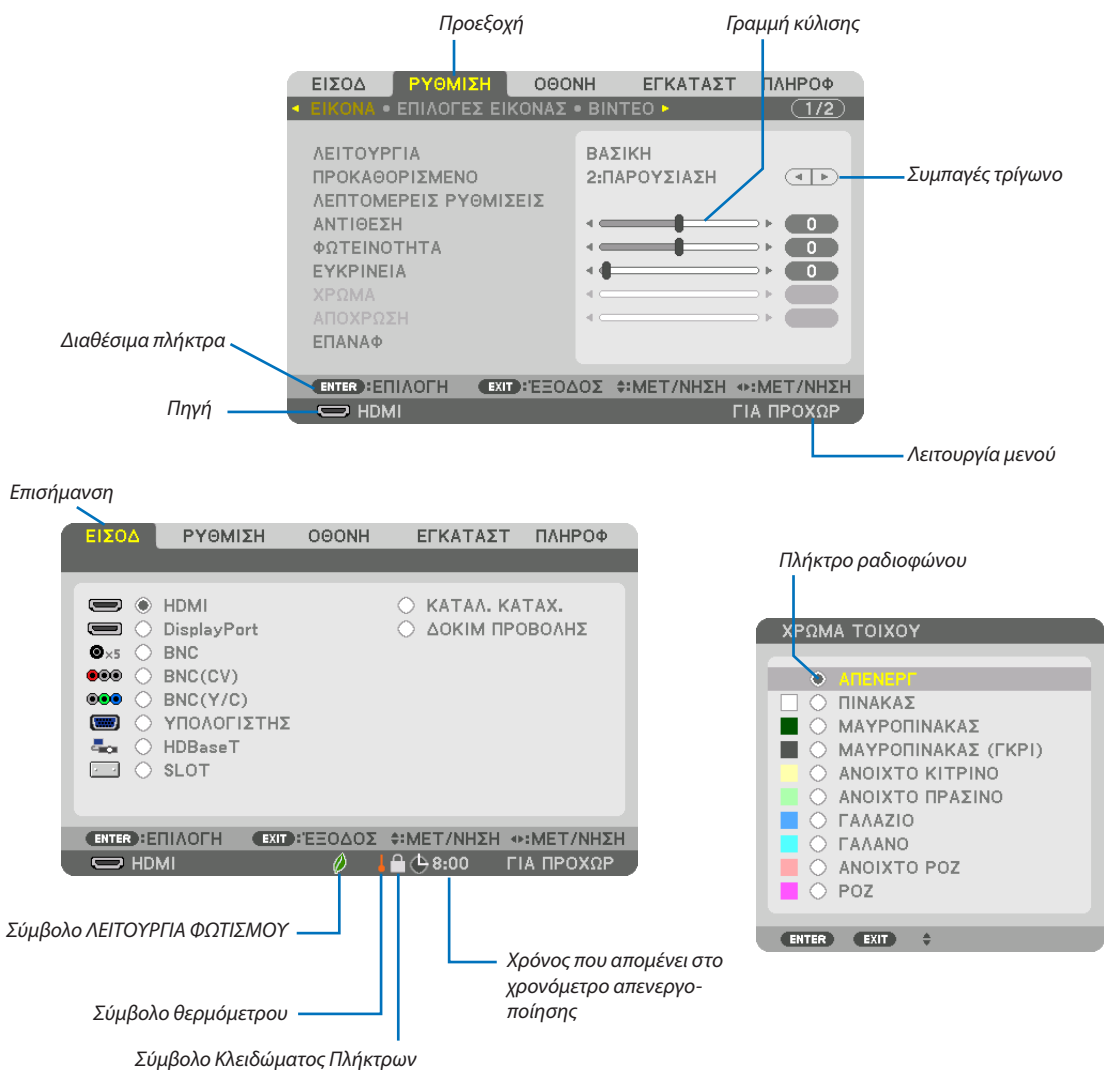 Προεξοχή
Γραμμή κύλισης
ΕΙΣΟΔ ΡΥΘΜΙΣΗ ΟΘΟΝΗ ΕΓΚΑΤΑΣΤ ΠΛΗΡΟΦ
ΕΙΚΟΝΑ • ΕΠΙΛΟΓΕΣ ΕΙΚΟΝΑΣ • ΒΙΝΤΕΟ 1/2
ΛΕΙΤΟΥΡΓΙΑ ΒΑΣΙΚΗ
ΠΡΟΚΑΘΟΡΙΣΜΕΝΟ 2:ΠΑΡΟΥΣΙΑΣΗ
Συμπαγές τρίγωνο
ΛΕΠΤΟΜΕΡΕΙΣ ΡΥΘΜΙΣΕΙΣ
ΑΝΤΙΘΕΣΗ 0
ΦΩΤΕΙΝΟΤΗΤΑ 0
ΕΥΚΡΙΝΕΙΑ 0
ΧΡΩΜΑ
ΑΠΟΧΡΩΣΗ
ΕΠΑΝΑΦ
Διαθέσιμα πλήκτρα
ENTER :ΕΠΙΛΟΓΗ EXIT :ΈΞΟΔΟΣ :ΜΕΤ/ΝΗΣΗ :ΜΕΤ/ΝΗΣΗ
Πηγή
HDMI ΓΙΑ ΠΡΟΧΩΡ
Λειτουργία μενού
Επισήμανση
ΕΙΣΟΔ ΡΥΘΜΙΣΗ ΟΘΟΝΗ ΕΓΚΑΤΑΣΤ ΠΛΗΡΟΦ
HDMI ΚΑΤΑΛ. ΚΑΤΑΧ.
DisplayPort ΔΟΚΙΜ ΠΡΟΒΟΛΗΣ
×5 BNC
BNC(CV)
BNC(Y/C)
ΥΠΟΛΟΓΙΣΤΗΣ
HDBaseT
SLOT
ENTER :ΕΠΙΛΟΓΗ EXIT :ΈΞΟΔΟΣ :ΜΕΤ/ΝΗΣΗ :ΜΕΤ/ΝΗΣΗ
HDMI 8:00 ΓΙΑ ΠΡΟΧΩΡ
Πλήκτρο ραδιοφώνου
ΧΡΩΜΑ ΤΟΙΧΟΥ
ΑΠΕΝΕΡΓ
ΠΙΝΑΚΑΣ
ΜΑΥΡΟΠΙΝΑΚΑΣ
ΜΑΥΡΟΠΙΝΑΚΑΣ (ΓΚΡΙ)
ΑΝΟΙΧΤΟ ΚΙΤΡΙΝΟ
ΑΝΟΙΧΤΟ ΠΡΑΣΙΝΟ
ΓΑΛΑΖΙΟ
ΓΑΛΑΝΟ
ΑΝΟΙΧΤΟ ΡΟΖ
ΡΟΖ
ENTER EXIT
Σύμβολο ΛΕΙΤΟΥΡΓΙΑ ΦΩΤΙΣΜΟΥ
Χρόνος που απομένει στο
χρονόμετρο απενεργο-
ποίησης
Σύμβολο θερμόμετρου
Σύμβολο Κλειδώματος Πλήκτρων